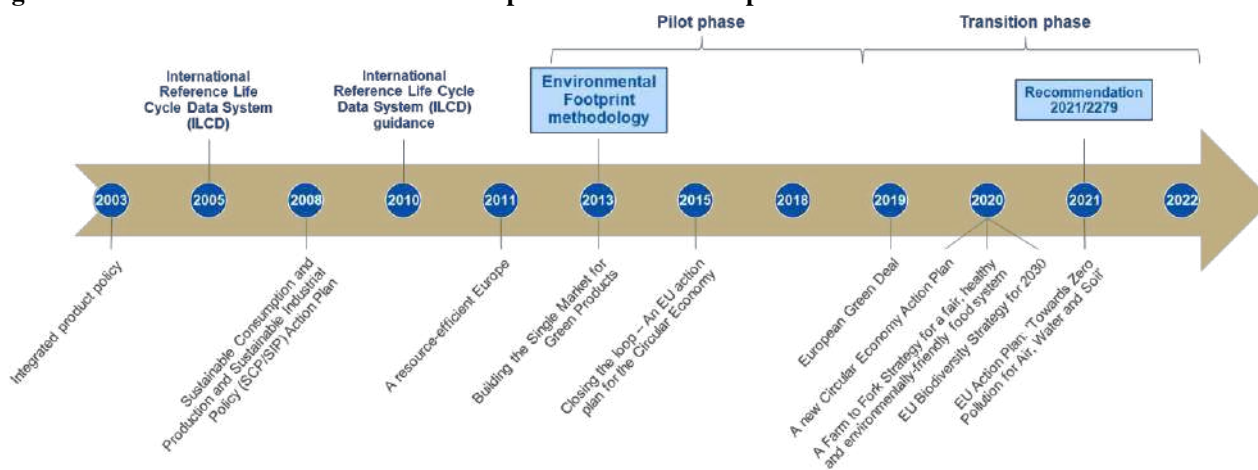 Pilot phase
Transition phase
International
Reference Life
Cycle Data System
(ILCD)
International
Reference Life Cycle
Data System (ILCD)
guidance
Environmental
Footprint
methodology
Recommendation
2021/2279
2003
2005
2008
2010
2011
2013
2015
2018
2019
2020
2021
2022
Integrated product policy
Sustainable Consumption and
Production and Sustainable Industrial
Policy (SCP/SIP) Action Plan
A resource-efficient Europe
Building the Single Market for
Green Products
Closing the loop – An EU action
plan for the Circular Economy
European Green Deal
A new Circular Economy Action Plan
A Farm to Fork Strategy for a fair, healthy
and environmentally-friendly food system
EU Biodiversity Strategy for 2030
EU Action Plan: 'Towards Zero
Pollution for Air, Water and Soil'